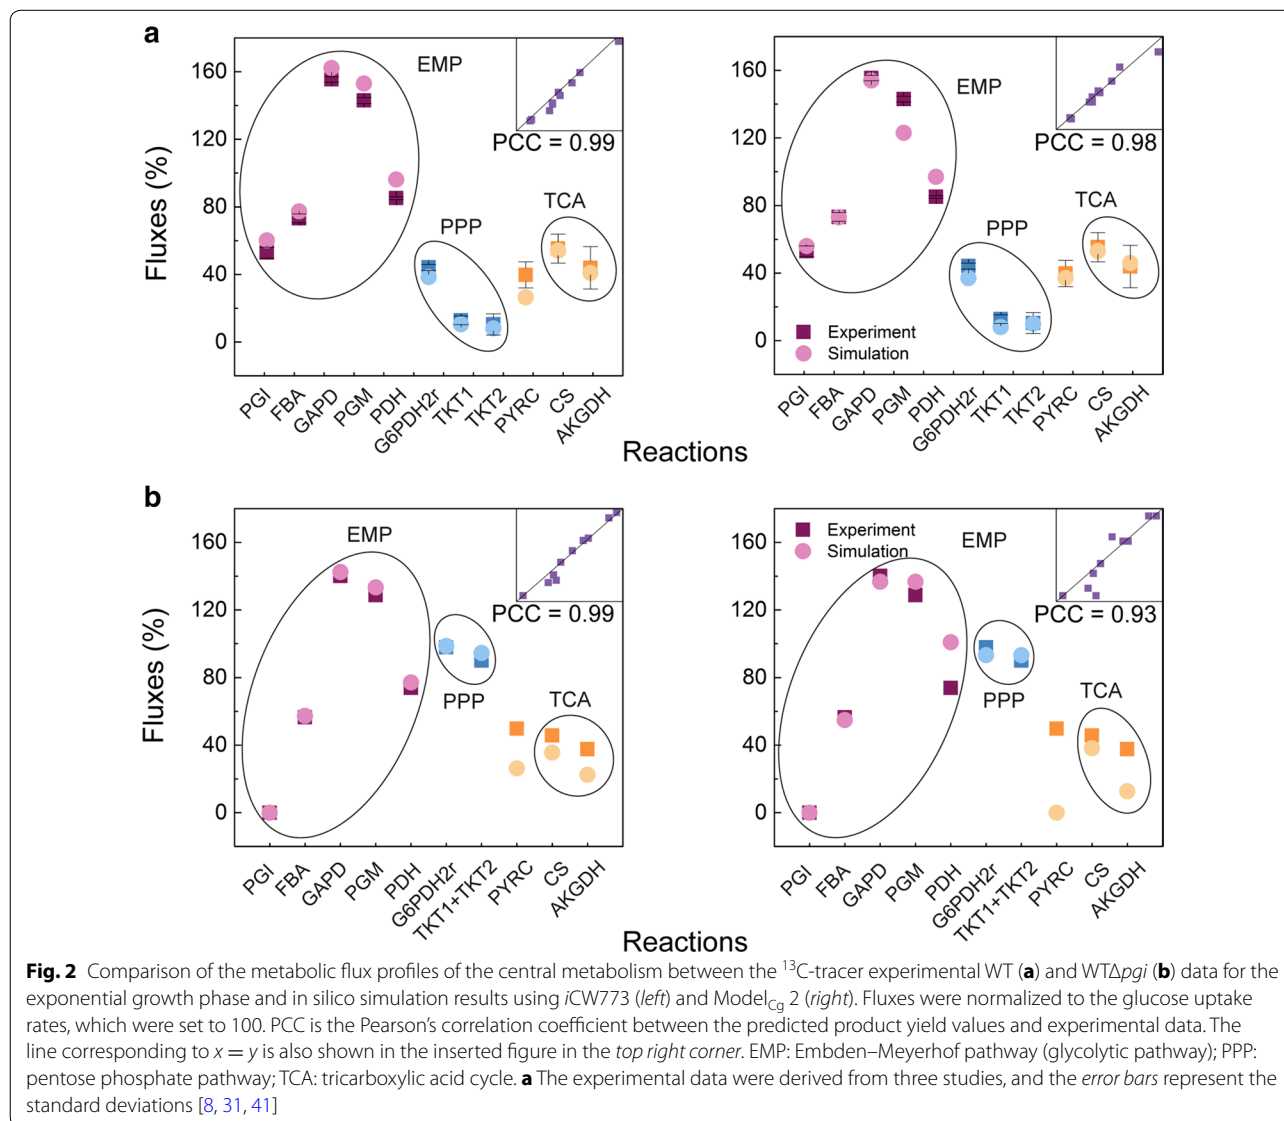 a
EMP
PCC = 0.99
PPP
TCA
Fluxes (%)
160
120
80
40
0
PGI
FBA
GAPD
PGM
PDH
G6PDH2r
TKT1
TKT2
PYRC
CS
AKGDH
EMP
PCC = 0.98
PPP
TCA
Experiment
Simulation
160
120
80
40
0
PGI
FBA
GAPD
PGM
PDH
G6PDH2r
TKT1
TKT2
PYRC
CS
AKGDH
Reactions
b
EMP
PCC = 0.99
PPP
TCA
Fluxes (%)
160
120
80
40
0
PGI
FBA
GAPD
PGM
PDH
G6PDH2r
TKT1+TKT2
PYRC
CS
AKGDH
Experiment
Simulation
EMP
PCC = 0.93
PPP
TCA
160
120
80
40
0
PGI
FBA
GAPD
PGM
PDH
G6PDH2r
TKT1+TKT2
PYRC
CS
AKGDH
Reactions
Fig. 2 Comparison of the metabolic flux profiles of the central metabolism between the ¹³C-tracer experimental WT (a) and WTΔpgi (b) data for the
exponential growth phase and in silico simulation results using iCW773 (left) and Model_Cg 2 (right). Fluxes were normalized to the glucose uptake
rates, which were set to 100. PCC is the Pearson's correlation coefficient between the predicted product yield values and experimental data. The
line corresponding to x = y is also shown in the inserted figure in the top right corner. EMP: Embden–Meyerhof pathway (glycolytic pathway); PPP:
pentose phosphate pathway; TCA: tricarboxylic acid cycle. a The experimental data were derived from three studies, and the error bars represent the
standard deviations [8, 31, 41]